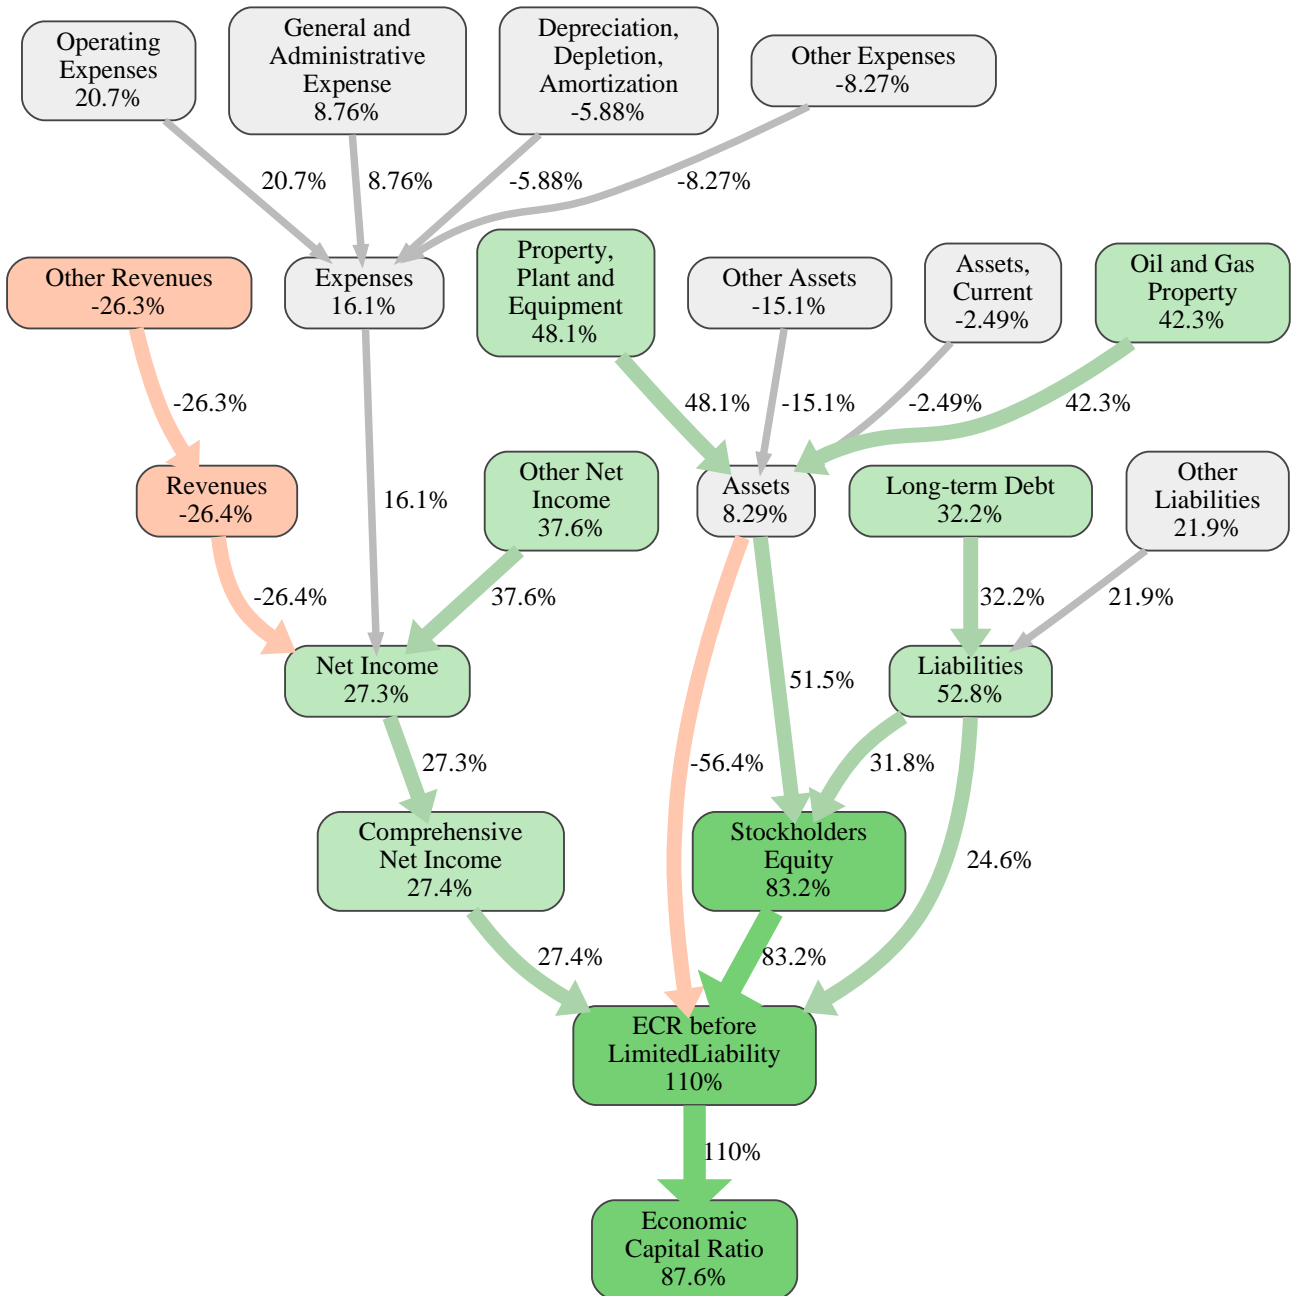 Operating
Expenses
20.7%
General and
Administrative
Expense
8.76%
Depreciation,
Depletion,
Amortization
-5.88%
Other Expenses
-8.27%
20.7%
8.76%
-5.88%
-8.27%
Other Revenues
-26.3%
Expenses
16.1%
Property,
Plant and
Equipment
48.1%
Other Assets
-15.1%
Assets,
Current
-2.49%
Oil and Gas
Property
42.3%
-26.3%
48.1%
-15.1%
-2.49%
42.3%
Revenues
-26.4%
16.1%
Other Net
Income
37.6%
Assets
8.29%
Long-term Debt
32.2%
Other
Liabilities
21.9%
-26.4%
37.6%
32.2%
21.9%
Net Income
27.3%
51.5%
Liabilities
52.8%
27.3%
-56.4%
31.8%
Comprehensive
Net Income
27.4%
Stockholders
Equity
83.2%
24.6%
27.4%
83.2%
ECR before
LimitedLiability
110%
110%
Economic
Capital Ratio
87.6%